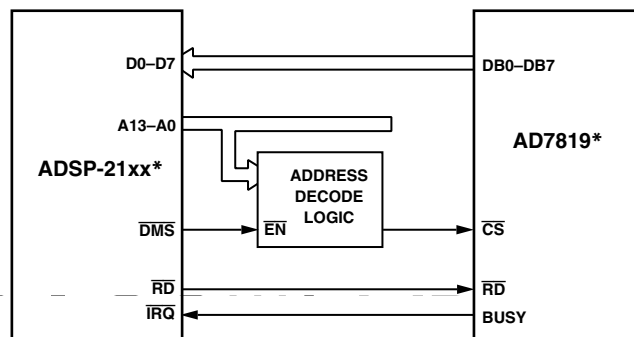 D0–D7
DB0–DB7
A13–A0
ADSP-21xx*
AD7819*
ADDRESS
DECODE
LOGIC
DMS
EN
CS
RD
RD
IRQ
BUSY